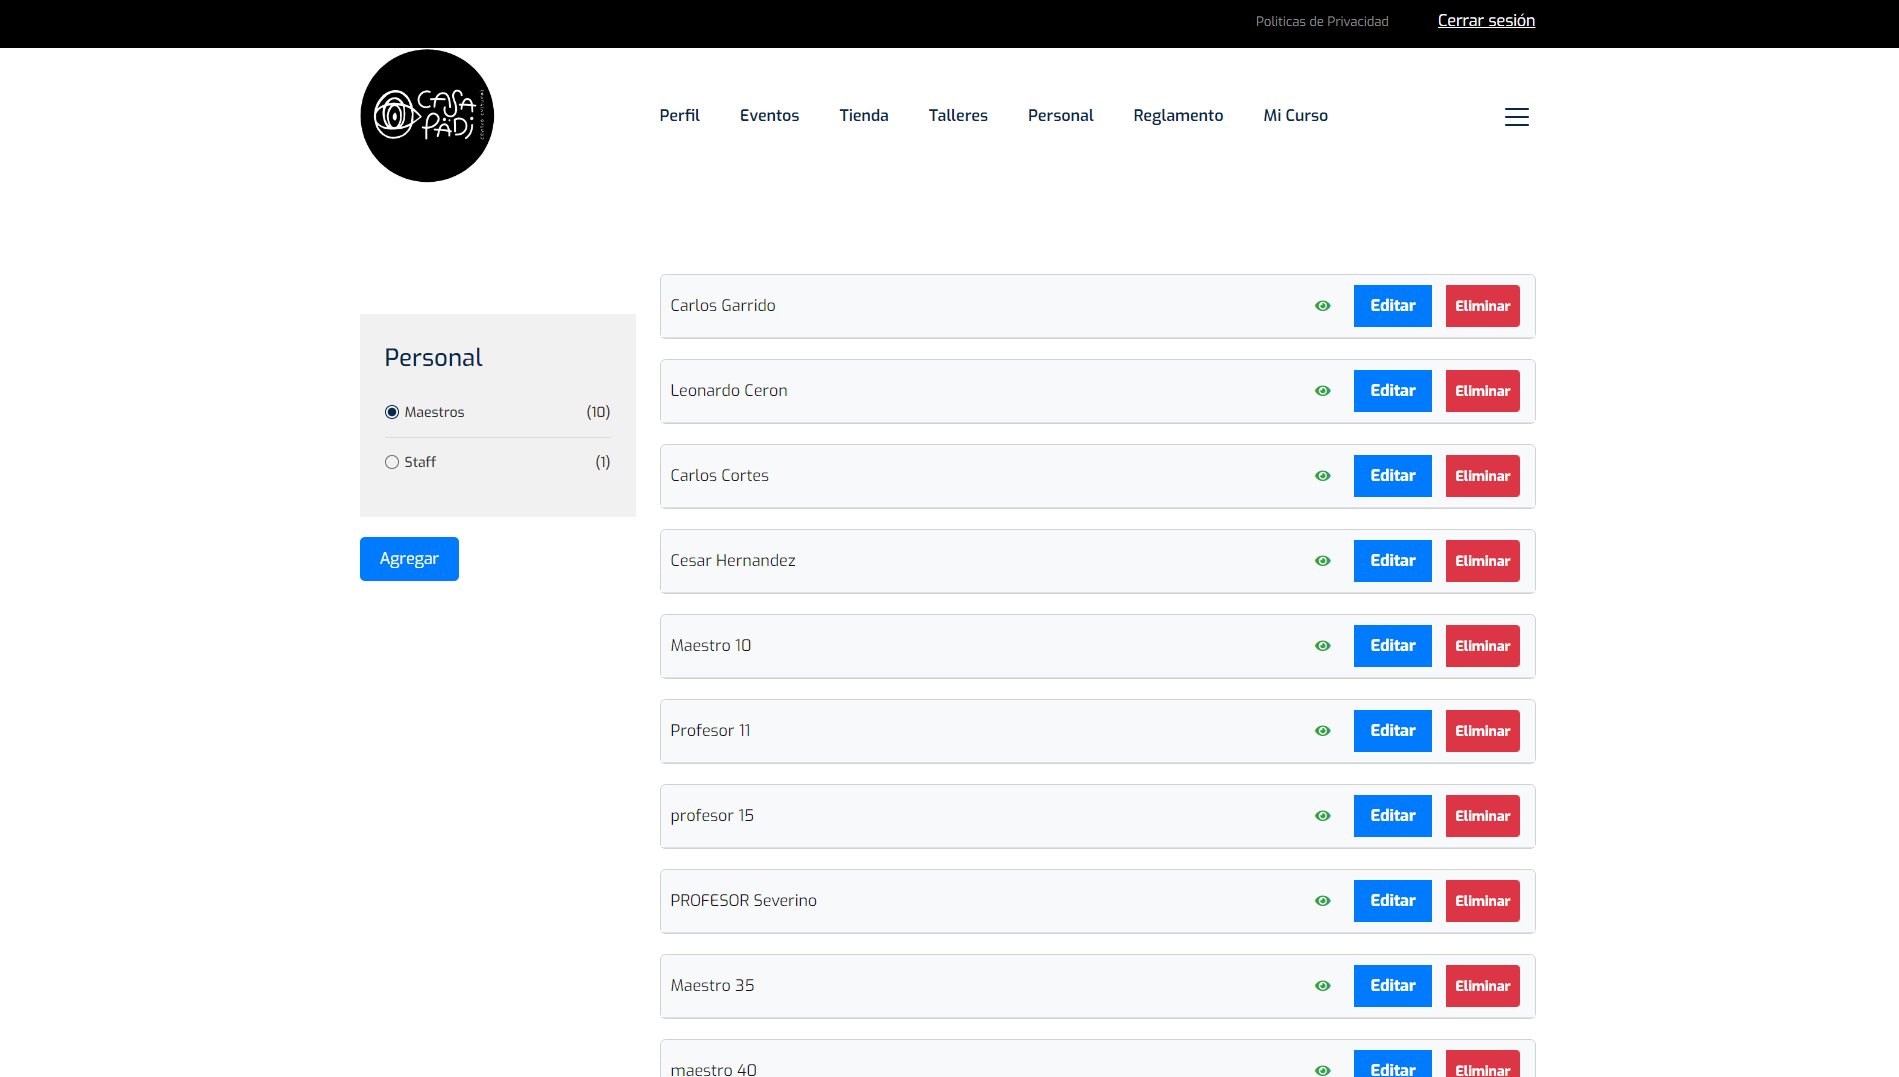 Politicas de Privacidad
Cerrar sesión
CASA
PÄDi
centro cultural
Perfil
Eventos
Tienda
Talleres
Personal
Reglamento
Mi Curso
Personal
Maestros (10)
Staff (1)
Agregar
Carlos Garrido Editar Eliminar
Leonardo Ceron Editar Eliminar
Carlos Cortes Editar Eliminar
Cesar Hernandez Editar Eliminar
Maestro 10 Editar Eliminar
Profesor 11 Editar Eliminar
profesor 15 Editar Eliminar
PROFESOR Severino Editar Eliminar
Maestro 35 Editar Eliminar
maestro 40 Editar Eliminar